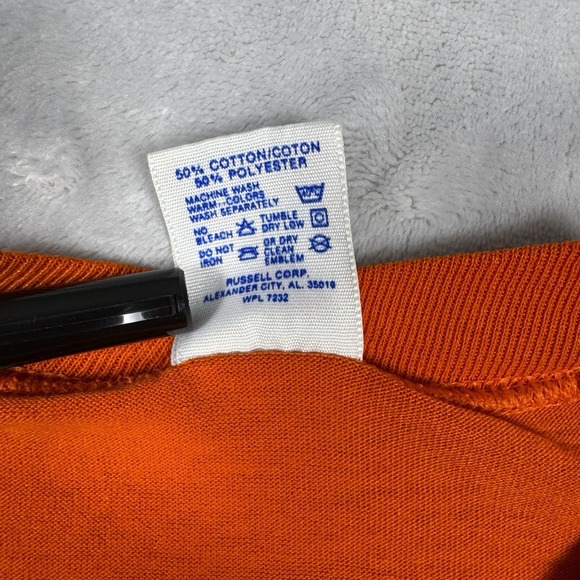 50% COTTON/COTON
50% POLYESTER
MACHINE WASH
WARM-COLORS
WASH SEPARATELY
NO BLEACH TUMBLE DRY LOW
DO NOT IRON OR DRY CLEAN EMBLEM
RUSSELL CORP.
ALEXANDER CITY, AL. 35010
WPL 7232